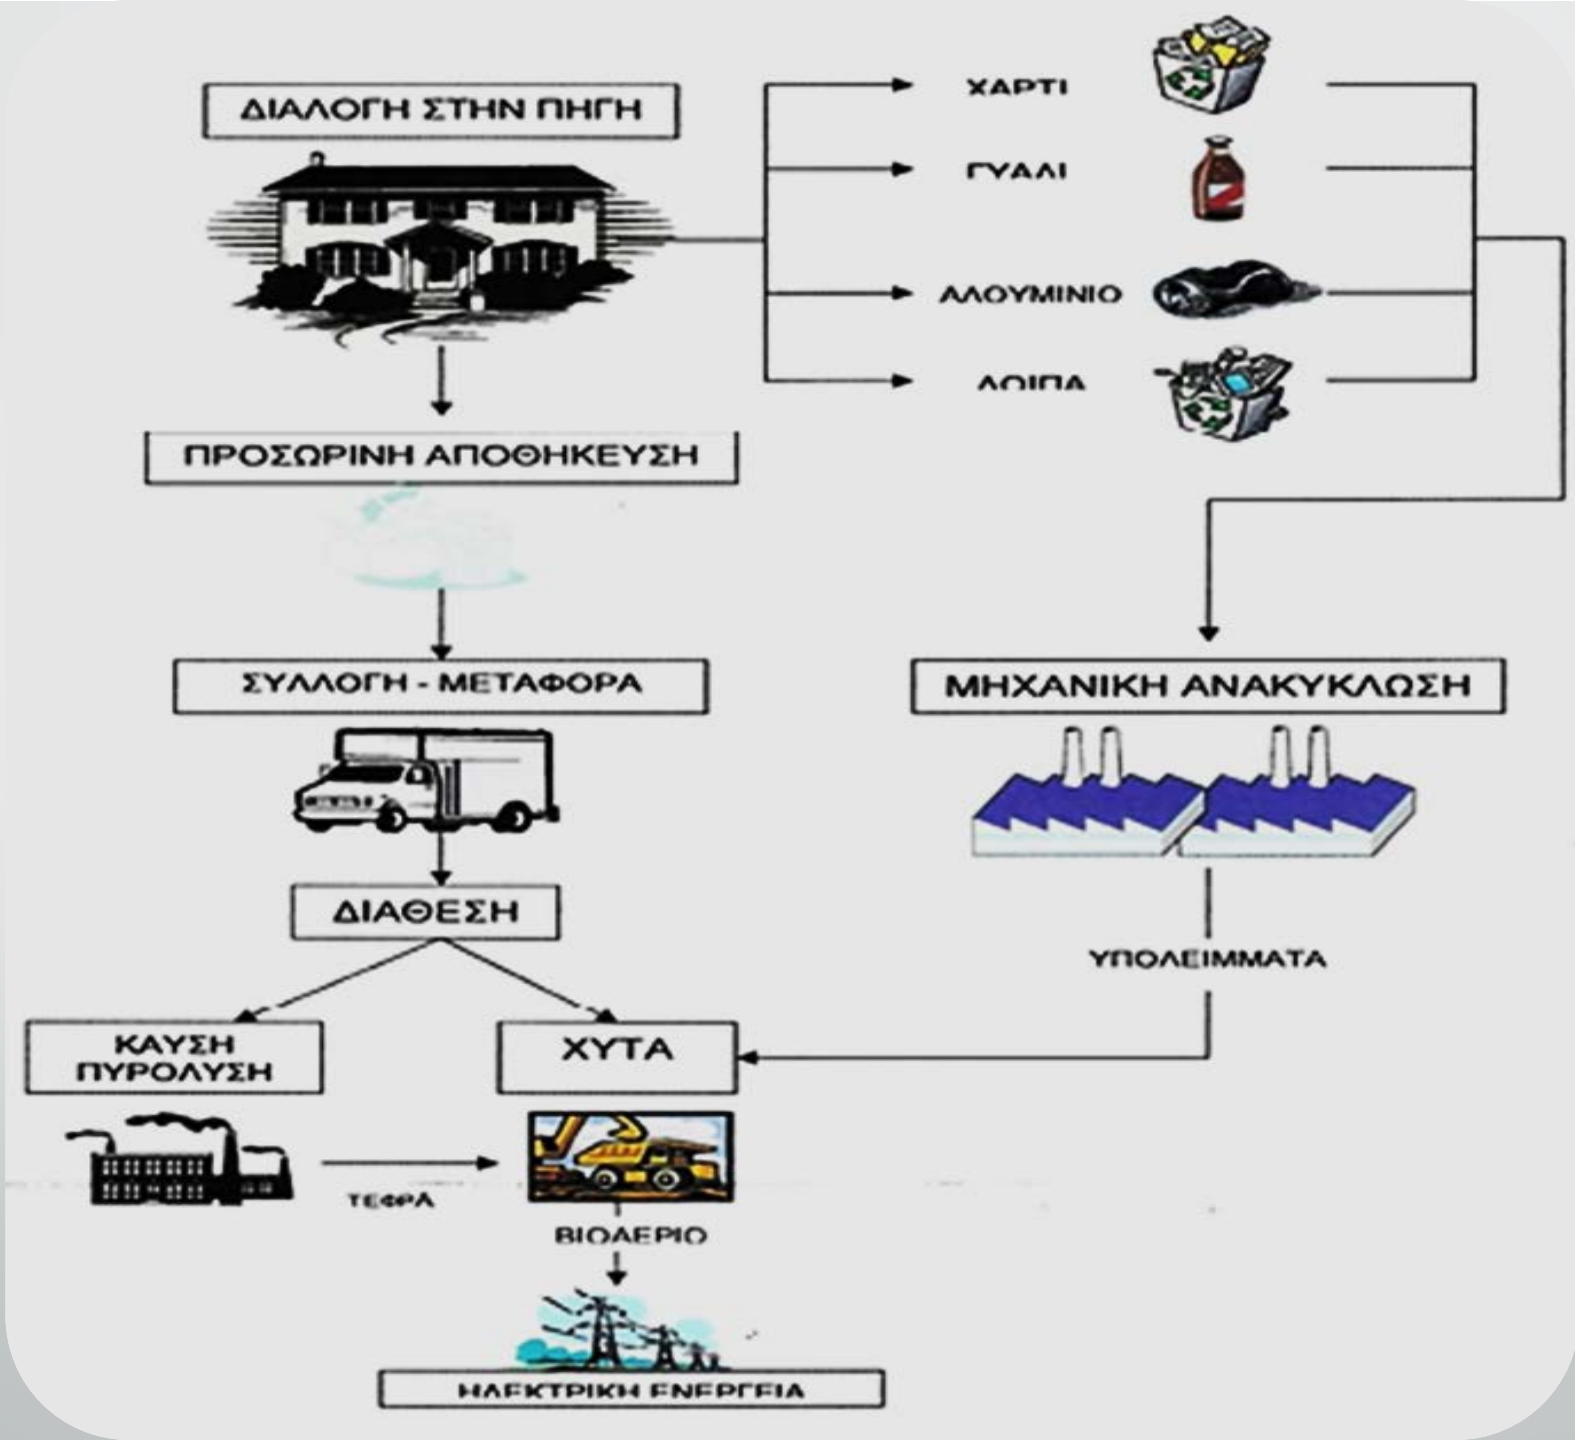 ΔΙΑΛΟΓΗ ΣΤΗΝ ΠΗΓΗ
ΧΑΡΤΙ
ΓΥΑΛΙ
ΑΛΟΥΜΙΝΙΟ
ΛΟΙΠΑ
ΠΡΟΣΩΡΙΝΗ ΑΠΟΘΗΚΕΥΣΗ
ΣΥΛΛΟΓΗ - ΜΕΤΑΦΟΡΑ
ΜΗΧΑΝΙΚΗ ΑΝΑΚΥΚΛΩΣΗ
ΔΙΑΘΕΣΗ
ΥΠΟΛΕΙΜΜΑΤΑ
ΚΑΥΣΗ
ΠΥΡΟΛΥΣΗ
ΧΥΤΑ
ΤΕΦΡΑ
ΒΙΟΑΕΡΙΟ
ΗΛΕΚΤΡΙΚΗ ΕΝΕΡΓΕΙΑ